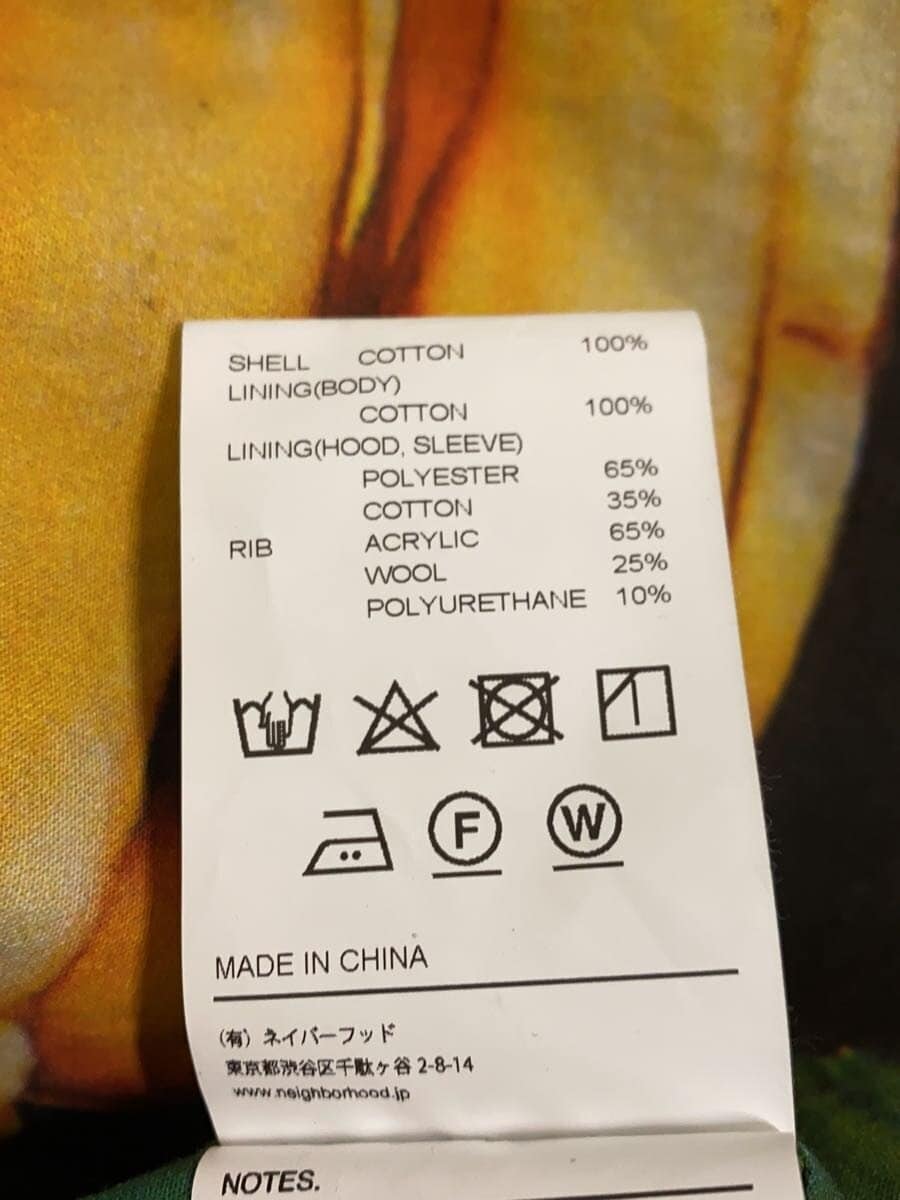 SHELL COTTON 100%
LINING(BODY)
COTTON 100%
LINING(HOOD, SLEEVE)
POLYESTER 65%
COTTON 35%
RIB ACRYLIC 65%
WOOL 25%
POLYURETHANE 10%
F W
MADE IN CHINA
(有) ネイバーフッド
東京都渋谷区千駄ヶ谷 2-8-14
www.neighborhood.jp
NOTES.